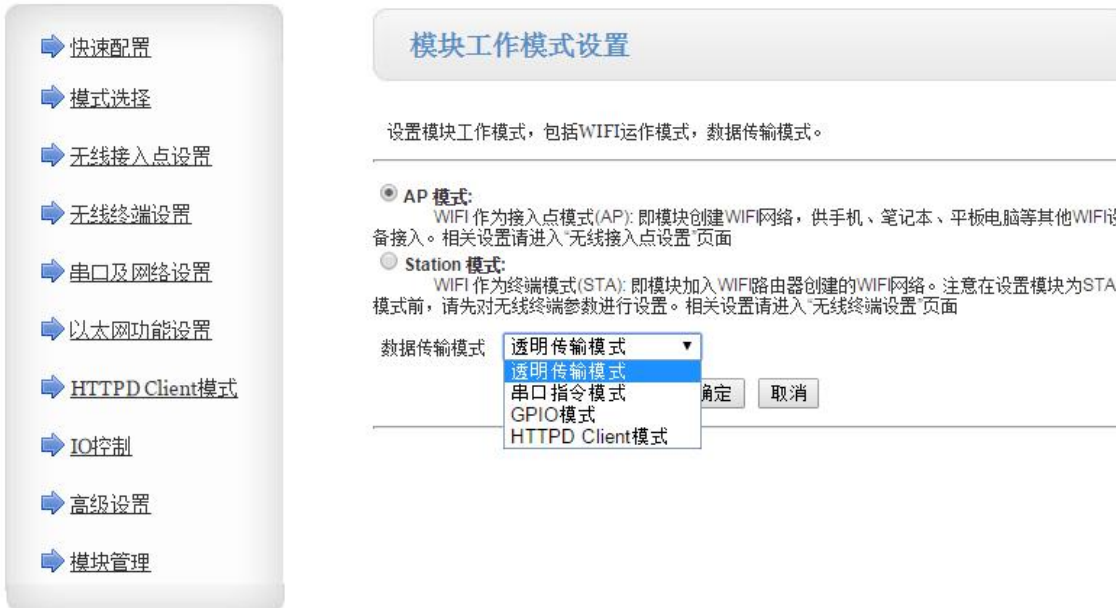 快速配置
模式选择
无线接入点设置
无线终端设置
串口及网络设置
以太网功能设置
HTTPD Client模式
IO控制
高级设置
模块管理
模块工作模式设置
设置模块工作模式，包括WIFI运作模式，数据传输模式。
AP 模式:
WIFI 作为接入点模式(AP): 即模块创建WIFI网络，供手机、笔记本、平板电脑等其他WIFI
备接入。相关设置请进入“无线接入点设置”页面
Station 模式:
WIFI 作为终端模式(STA): 即模块加入WIFI路由器创建的WIFI网络。注意在设置模块为STA
模式前，请先对无线终端参数进行设置。相关设置请进入“无线终端设置”页面
数据传输模式 透明传输模式
透明传输模式
串口指令模式
GPIO模式
HTTPD Client模式
定 取消